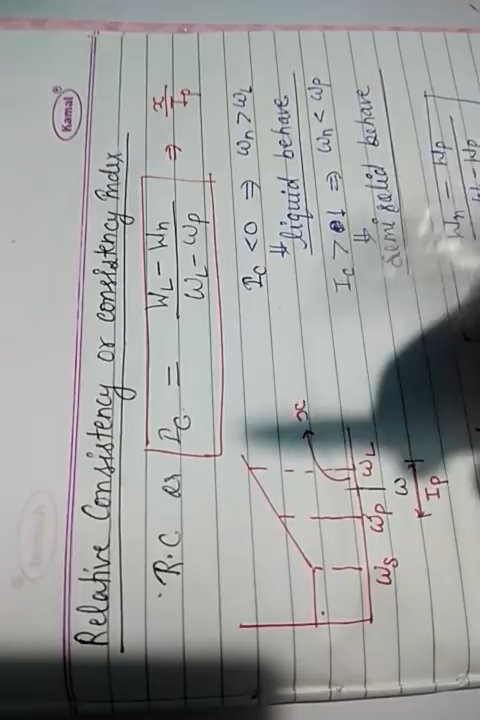 Kamal®
Relative Consistency or consistency Index
R.C or I_C = (W_L − W_n) / (W_L − W_P) ⇒ x / I_P
I_C < 0 ⇒ W_n > W_L
liquid behave
I_C > 1 ⇒ W_n < W_P
semi solid behave
x
W_S W_P W_L
W
I_P
W_n − W_P
W_L − W_P